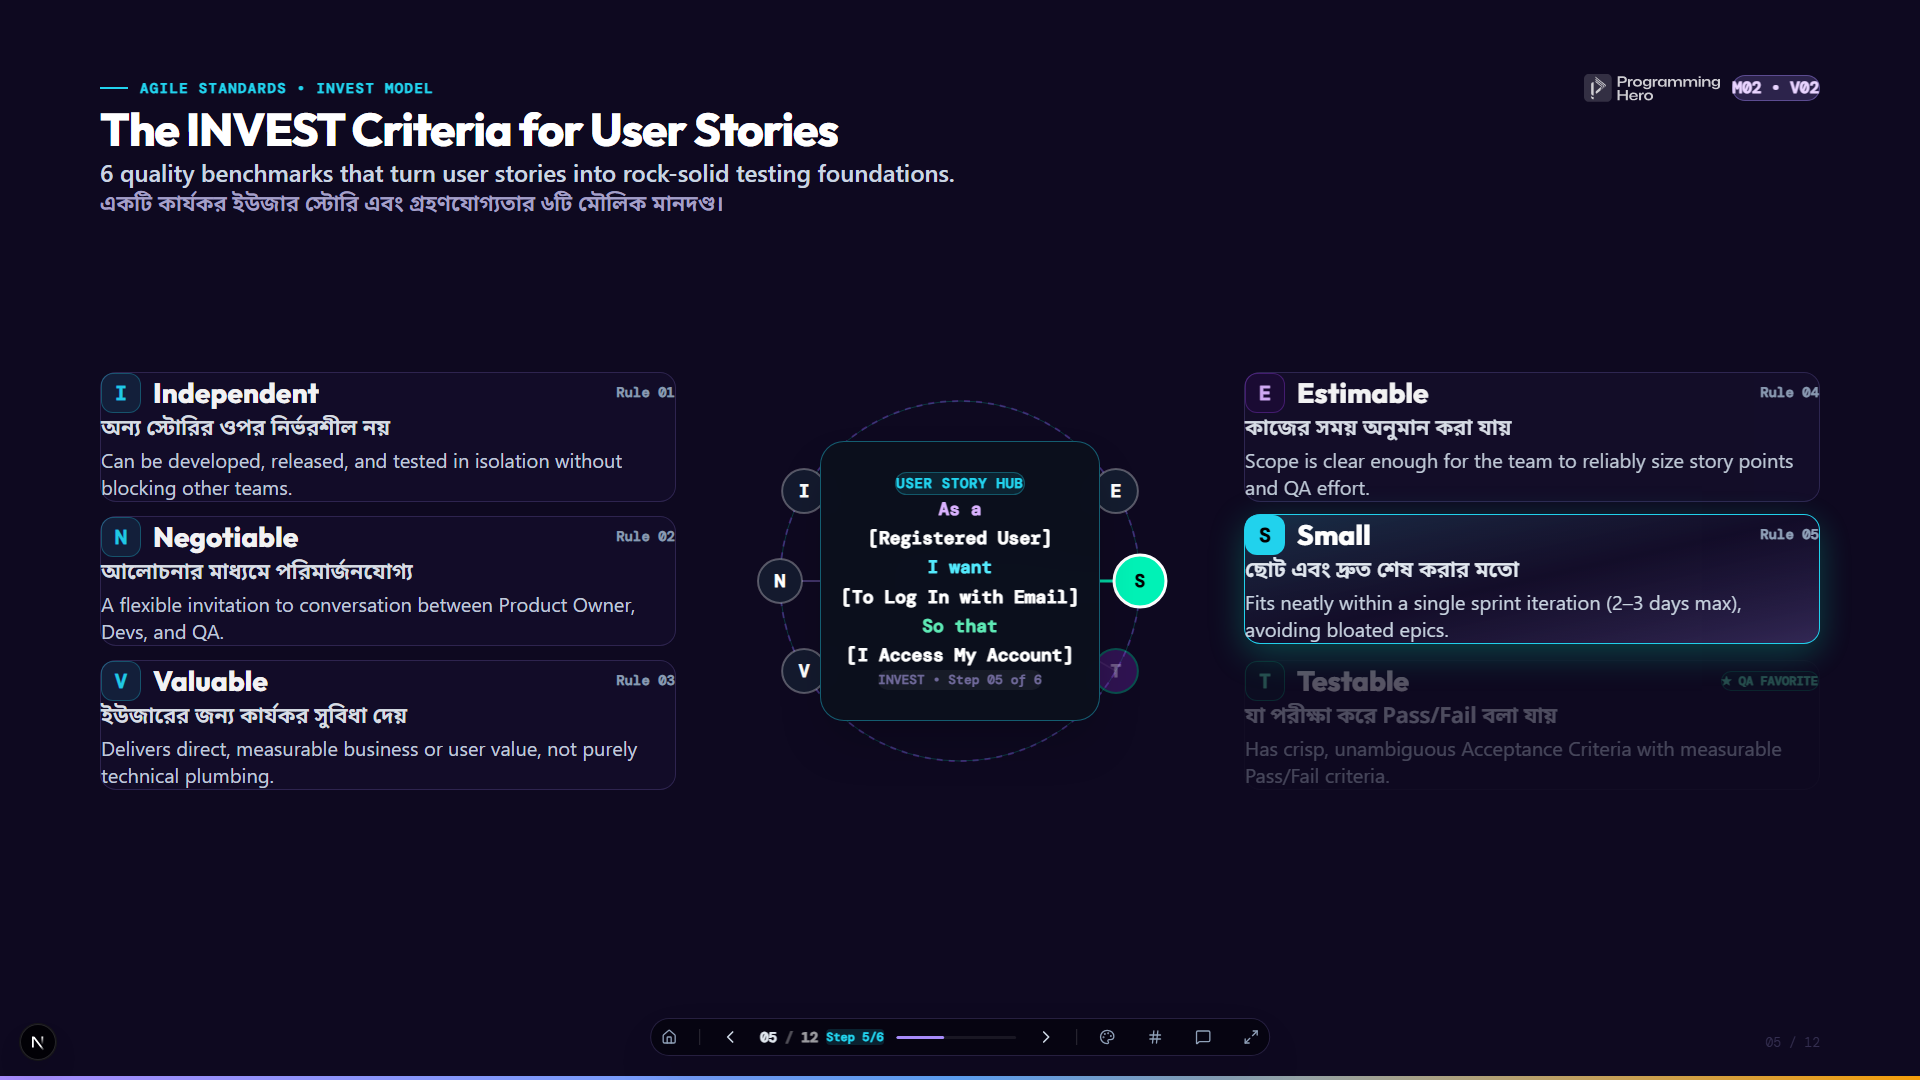 AGILE STANDARDS • INVEST MODEL
The INVEST Criteria for User Stories
6 quality benchmarks that turn user stories into rock-solid testing foundations.
একটি কার্যকর ইউজার স্টোরি এবং গ্রহণযোগ্যতার ৬টি মৌলিক মানদণ্ড।
Programming
Hero
M02 • V02
I Independent Rule 01
অন্য স্টোরির ওপর নির্ভরশীল নয়
Can be developed, released, and tested in isolation without
blocking other teams.
N Negotiable Rule 02
আলোচনার মাধ্যমে পরিমার্জনযোগ্য
A flexible invitation to conversation between Product Owner,
Devs, and QA.
V Valuable Rule 03
ইউজারের জন্য কার্যকর সুবিধা দেয়
Delivers direct, measurable business or user value, not purely
technical plumbing.
I
N
V
USER STORY HUB
As a
[Registered User]
I want
[To Log In with Email]
So that
[I Access My Account]
INVEST • Step 05 of 6
E
S
T
E Estimable Rule 04
কাজের সময় অনুমান করা যায়
Scope is clear enough for the team to reliably size story points
and QA effort.
S Small Rule 05
ছোট এবং দ্রুত শেষ করার মতো
Fits neatly within a single sprint iteration (2–3 days max),
avoiding bloated epics.
T Testable ★ QA FAVORITE
যা পরীক্ষা করে Pass/Fail বলা যায়
Has crisp, unambiguous Acceptance Criteria with measurable
Pass/Fail criteria.
N
05 / 12 Step 5/6
05 / 12